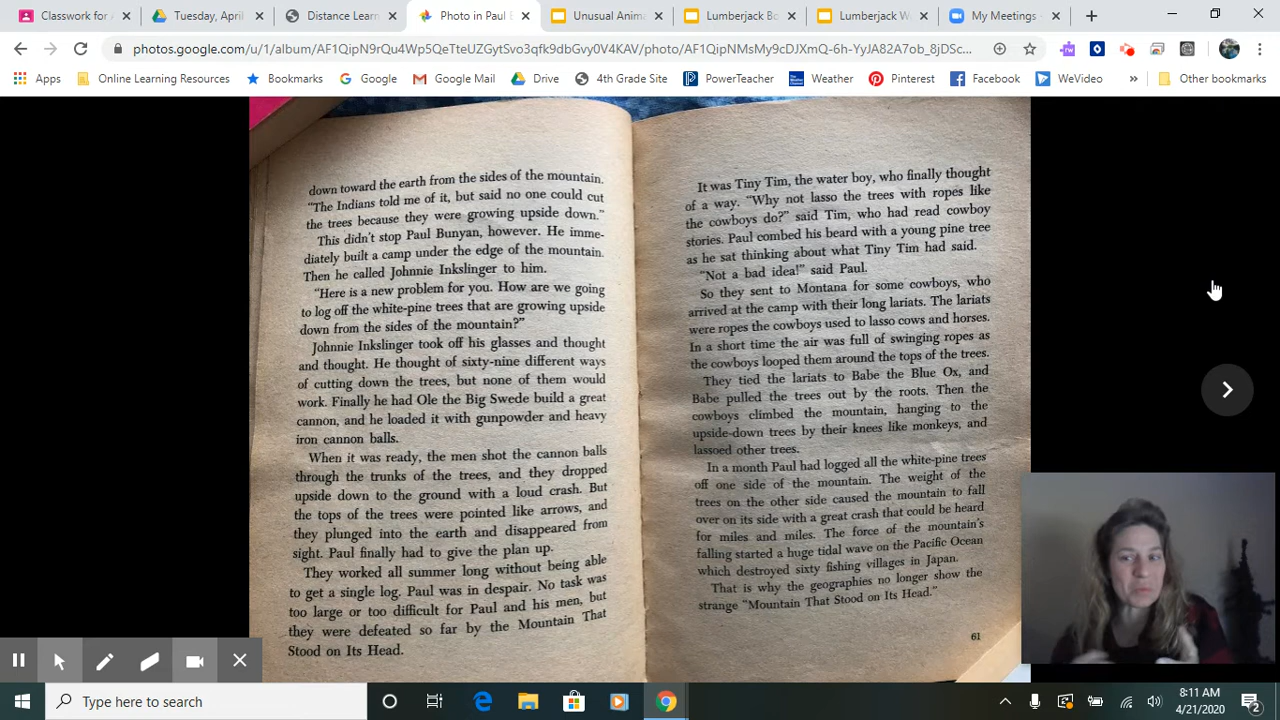 Classwork for A
Tuesday, April
Distance Learn
Photo in Paul B
Unusual Anima
Lumberjack Bo
Lumberjack W
My Meetings -
photos.google.com/u/1/album/AF1QipN9rQu4Wp5QeTteUZGytSvo3qfk9dbGvy0V4KAV/photo/AF1QipNMsMy9cDJXmQ-6h-YyJA82A7ob_8jDSc...
Apps
Online Learning Resources
Bookmarks
Google
Google Mail
Drive
4th Grade Site
PowerTeacher
Weather
Pinterest
Facebook
WeVideo
»
Other bookmarks
down toward the earth from the sides of the mountain.
"The Indians told me of it, but said no one could cut
the trees because they were growing upside down."
This didn't stop Paul Bunyan, however. He imme-
diately built a camp under the edge of the mountain.
Then he called Johnnie Inkslinger to him.
"Here is a new problem for you. How are we going
to log off the white-pine trees that are growing upside
down from the sides of the mountain?"
Johnnie Inkslinger took off his glasses and thought
and thought. He thought of sixty-nine different ways
of cutting down the trees, but none of them would
work. Finally he had Ole the Big Swede build a great
cannon, and he loaded it with gunpowder and heavy
iron cannon balls.
When it was ready, the men shot the cannon balls
through the trunks of the trees, and they dropped
upside down to the ground with a loud crash. But
the tops of the trees were pointed like arrows, and
they plunged into the earth and disappeared from
sight. Paul finally had to give the plan up.
They worked all summer long without being able
to get a single log. Paul was in despair. No task was
too large or too difficult for Paul and his men, but
they were defeated so far by the Mountain That
Stood on Its Head.
It was Tiny Tim, the water boy, who finally thought
of a way. "Why not lasso the trees with ropes like
the cowboys do?" said Tim, who had read cowboy
stories. Paul combed his beard with a young pine tree
as he sat thinking about what Tiny Tim had said.
"Not a bad idea!" said Paul.
So they sent to Montana for some cowboys, who
arrived at the camp with their long lariats. The lariats
were ropes the cowboys used to lasso cows and horses.
In a short time the air was full of swinging ropes as
the cowboys looped them around the tops of the trees.
They tied the lariats to Babe the Blue Ox, and
Babe pulled the trees out by the roots. Then the
cowboys climbed the mountain, hanging to the
upside-down trees by their knees like monkeys, and
lassoed other trees.
In a month Paul had logged all the white-pine trees
off one side of the mountain. The weight of the
trees on the other side caused the mountain to fall
over on its side with a great crash that could be heard
for miles and miles. The force of the mountain's
falling started a huge tidal wave on the Pacific Ocean
which destroyed sixty fishing villages in Japan.
That is why the geographies no longer show the
strange "Mountain That Stood on Its Head."
61
Type here to search
8:11 AM
4/21/2020
2